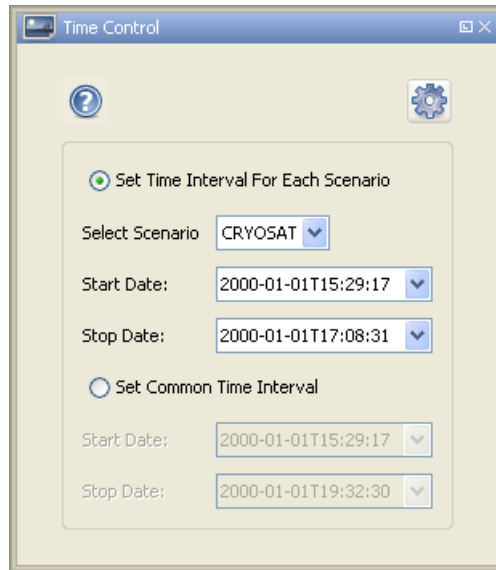 Time Control
?
Set Time Interval For Each Scenario
Select Scenario CRYOSAT
Start Date: 2000-01-01T15:29:17
Stop Date: 2000-01-01T17:08:31
Set Common Time Interval
Start Date: 2000-01-01T15:29:17
Stop Date: 2000-01-01T19:32:30